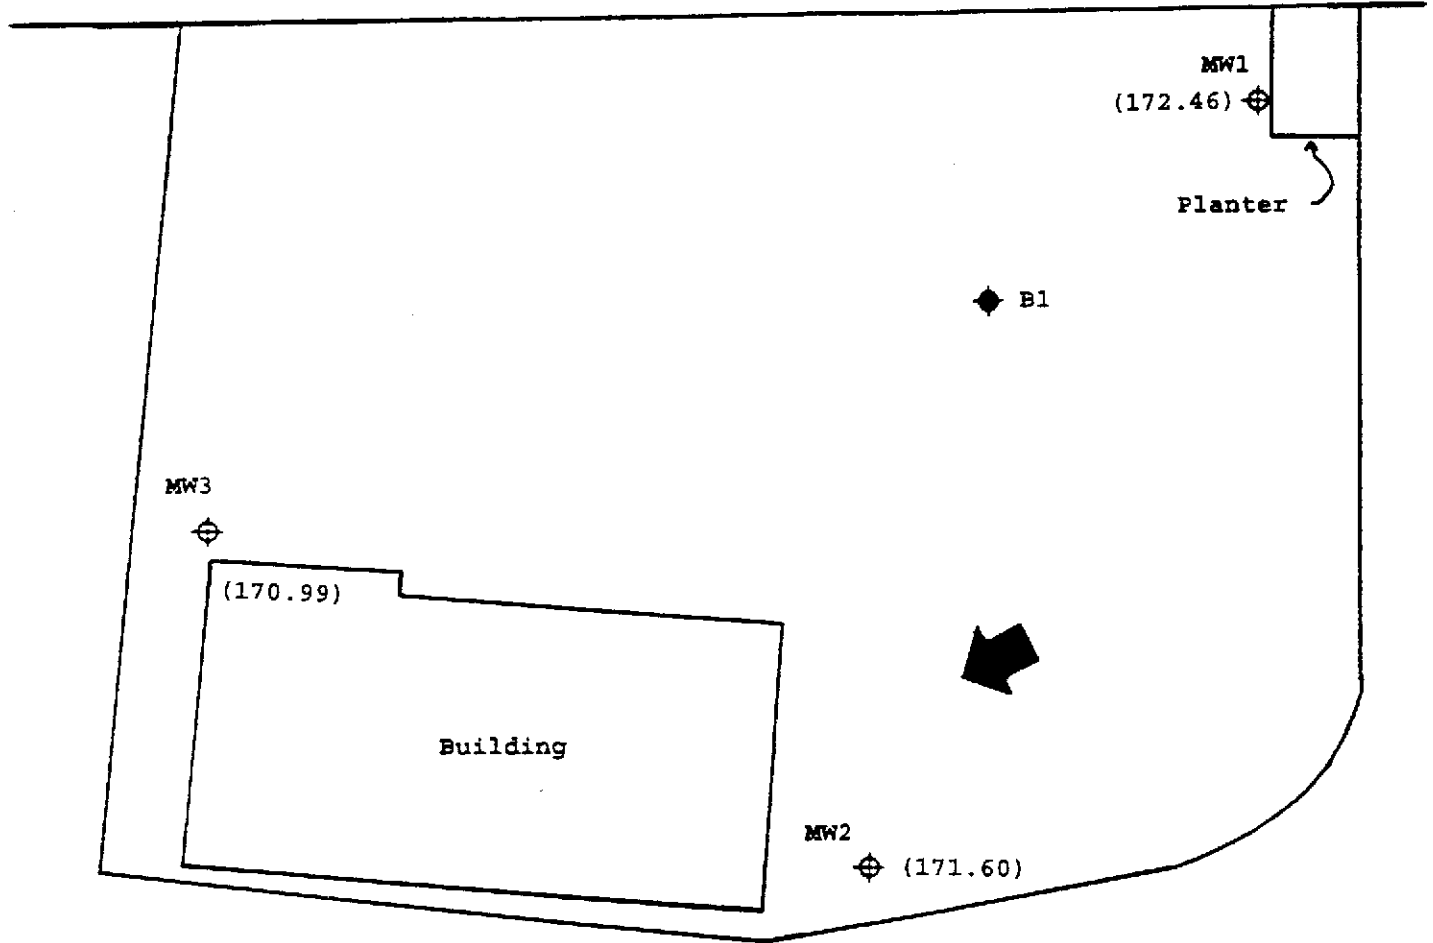 MW1
(172.46)
Planter
B1
MW3
(170.99)
Building
MW2
(171.60)